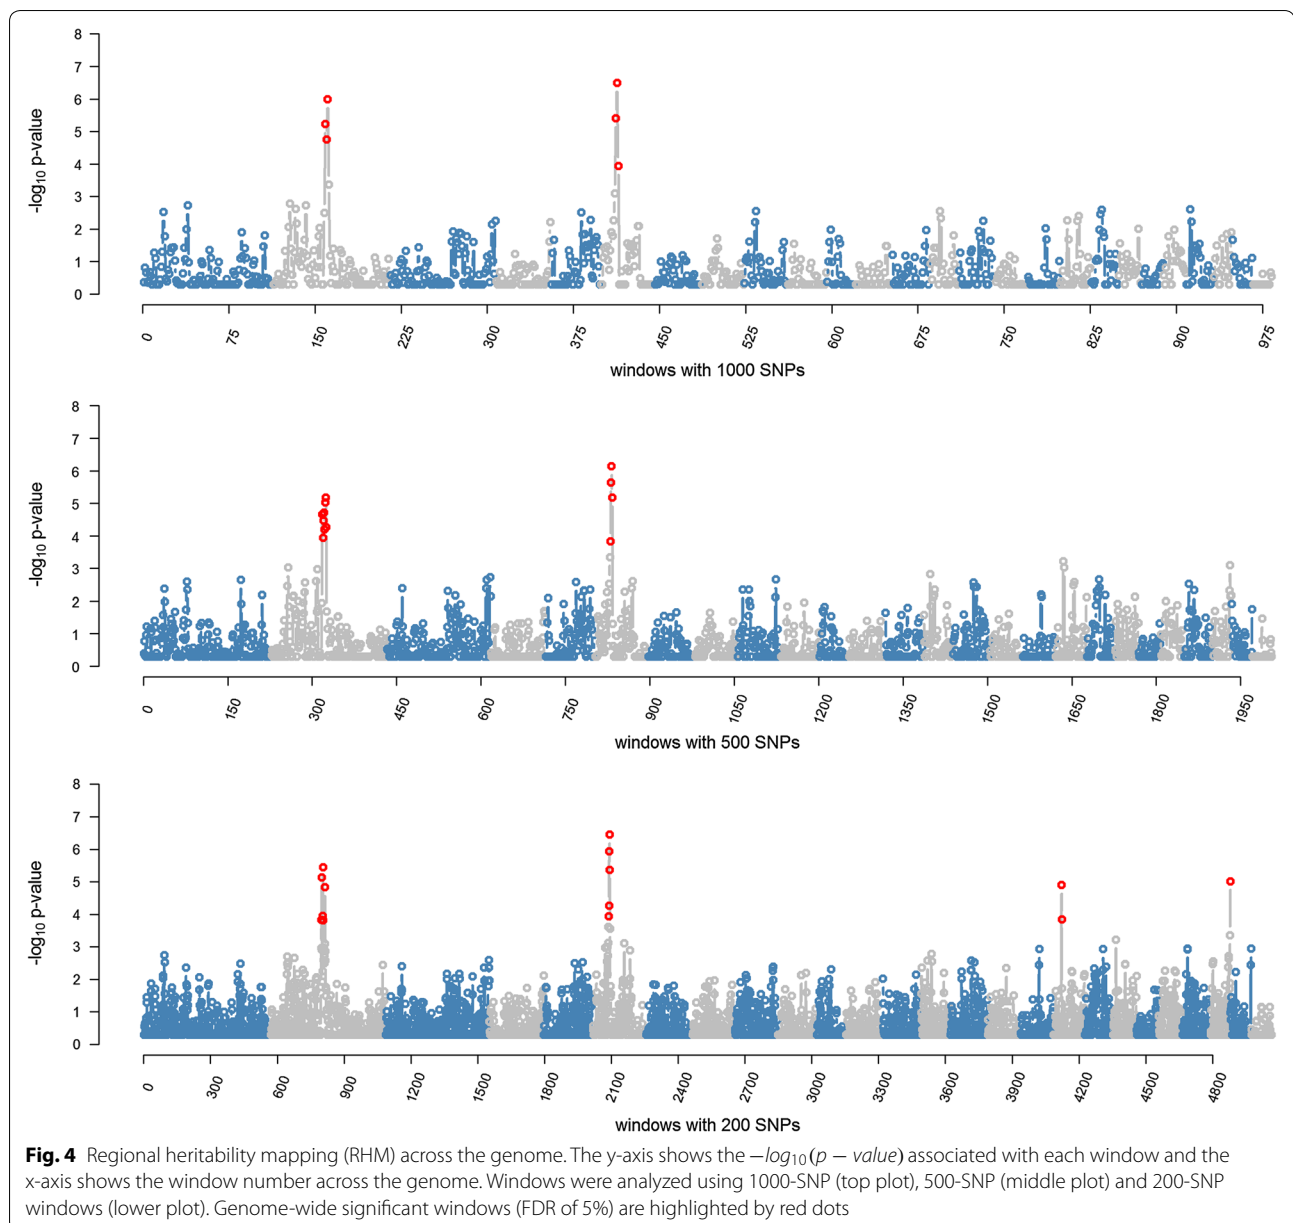 8
7
6
5
4
3
2
1
0
-log10 p-value
0 75 150 225 300 375 450 525 600 675 750 825 900 975
windows with 1000 SNPs
8
7
6
5
4
3
2
1
0
-log10 p-value
0 150 300 450 600 750 900 1050 1200 1350 1500 1650 1800 1950
windows with 500 SNPs
8
7
6
5
4
3
2
1
0
-log10 p-value
0 300 600 900 1200 1500 1800 2100 2400 2700 3000 3300 3600 3900 4200 4500 4800
windows with 200 SNPs
Fig. 4 Regional heritability mapping (RHM) across the genome. The y-axis shows the −log10(p − value) associated with each window and the
x-axis shows the window number across the genome. Windows were analyzed using 1000-SNP (top plot), 500-SNP (middle plot) and 200-SNP
windows (lower plot). Genome-wide significant windows (FDR of 5%) are highlighted by red dots